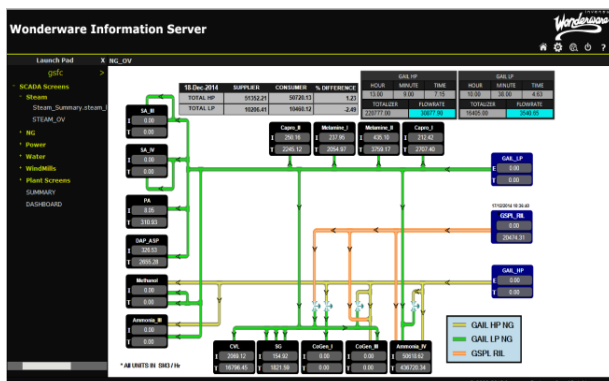 Wonderware Information Server
Wonderware
Launch Pad X NG_OV
gsfc >
SCADA Screens
Steam
Steam_Summary.steam_
STEAM_OV
NG
Power
Water
WindMills
Plant Screens
SUMMARY
DASHBOARD
18-Dec-2014 SUPPLIER CONSUMER % DIFFERENCE
TOTAL HP 51352.21 50720.13 1.23
TOTAL LP 10206.41 10460.12 -2.49
GAIL HP
HOUR MINUTE TIME
13.00 9.00 7.15
TOTALIZER FLOWRATE
220777.00 30877.90
GAIL LP
HOUR MINUTE TIME
10.00 38.00 4.63
TOTALIZER FLOWRATE
16405.00 3540.65
SA_III
I 0.00
T 0.00
SA_IV
I 0.00
T 0.00
PA
I 8.05
T 310.83
DAP_ASP
I 328.53
T 2655.28
Methanol
I 0.00
T 0.00
Ammonia_III
I 0.00
T 0.00
Capro_II
I 258.16
T 2245.12
Melamine_I
I 237.95
T 2054.97
Melamine_II
I 435.10
T 3759.17
Capro_I
I 212.42
T 2707.40
GAIL_LP
E 0.00
T 0.00
GSPL_RIL
0.00
20474.31
GAIL_HP
I 0.00
T 0.00
CVL
I 2069.12
T 16796.45
SG
I 154.92
T 1821.59
CoGen_I
I 0.00
T 0.00
CoGen_III
I 0.00
T 0.00
Ammonia_IV
I 50618.62
T 436720.34
GAIL HP NG
GAIL LP NG
GSPL RIL
* All UNITS IN SM3 / Hr